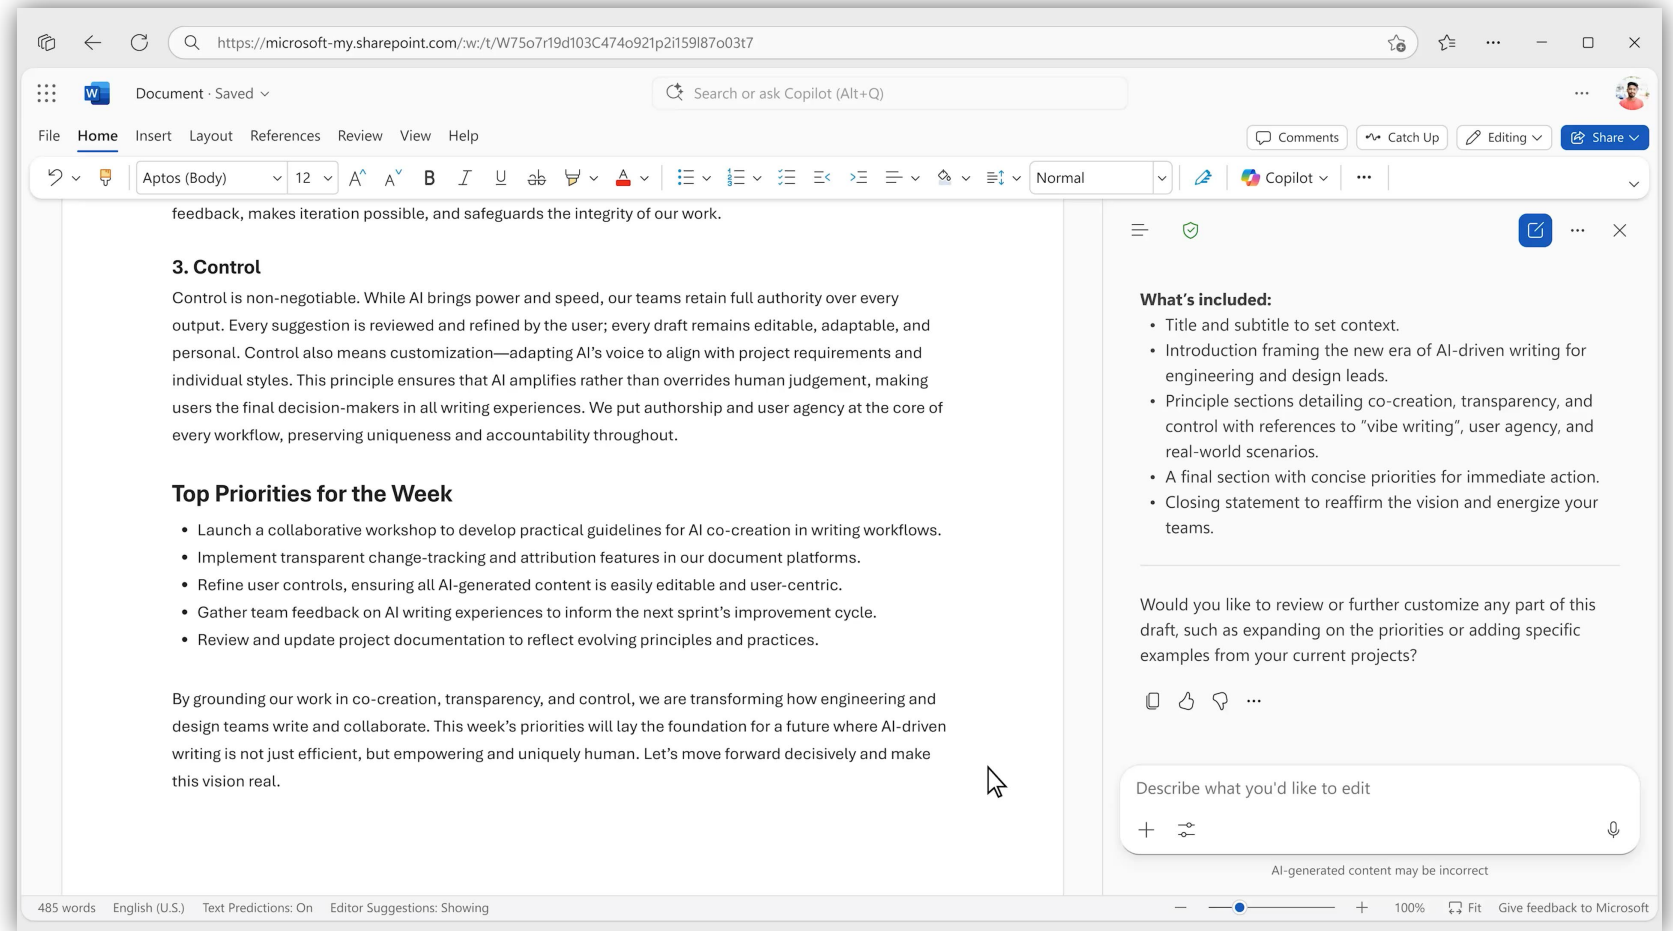 https://microsoft-my.sharepoint.com/:w:/t/W75o7r19d103C474o921p2i159l87o03t7
Document · Saved
Search or ask Copilot (Alt+Q)
File Home Insert Layout References Review View Help
Comments Catch Up Editing Share
Aptos (Body) 12 Normal Copilot
feedback, makes iteration possible, and safeguards the integrity of our work.
3. Control
Control is non-negotiable. While AI brings power and speed, our teams retain full authority over every
output. Every suggestion is reviewed and refined by the user; every draft remains editable, adaptable, and
personal. Control also means customization—adapting AI's voice to align with project requirements and
individual styles. This principle ensures that AI amplifies rather than overrides human judgement, making
users the final decision-makers in all writing experiences. We put authorship and user agency at the core of
every workflow, preserving uniqueness and accountability throughout.
Top Priorities for the Week
• Launch a collaborative workshop to develop practical guidelines for AI co-creation in writing workflows.
• Implement transparent change-tracking and attribution features in our document platforms.
• Refine user controls, ensuring all AI-generated content is easily editable and user-centric.
• Gather team feedback on AI writing experiences to inform the next sprint's improvement cycle.
• Review and update project documentation to reflect evolving principles and practices.
By grounding our work in co-creation, transparency, and control, we are transforming how engineering and
design teams write and collaborate. This week's priorities will lay the foundation for a future where AI-driven
writing is not just efficient, but empowering and uniquely human. Let's move forward decisively and make
this vision real.
What's included:
• Title and subtitle to set context.
• Introduction framing the new era of AI-driven writing for
engineering and design leads.
• Principle sections detailing co-creation, transparency, and
control with references to "vibe writing", user agency, and
real-world scenarios.
• A final section with concise priorities for immediate action.
• Closing statement to reaffirm the vision and energize your
teams.
Would you like to review or further customize any part of this
draft, such as expanding on the priorities or adding specific
examples from your current projects?
Describe what you'd like to edit
AI-generated content may be incorrect
485 words English (U.S.) Text Predictions: On Editor Suggestions: Showing
100% Fit Give feedback to Microsoft